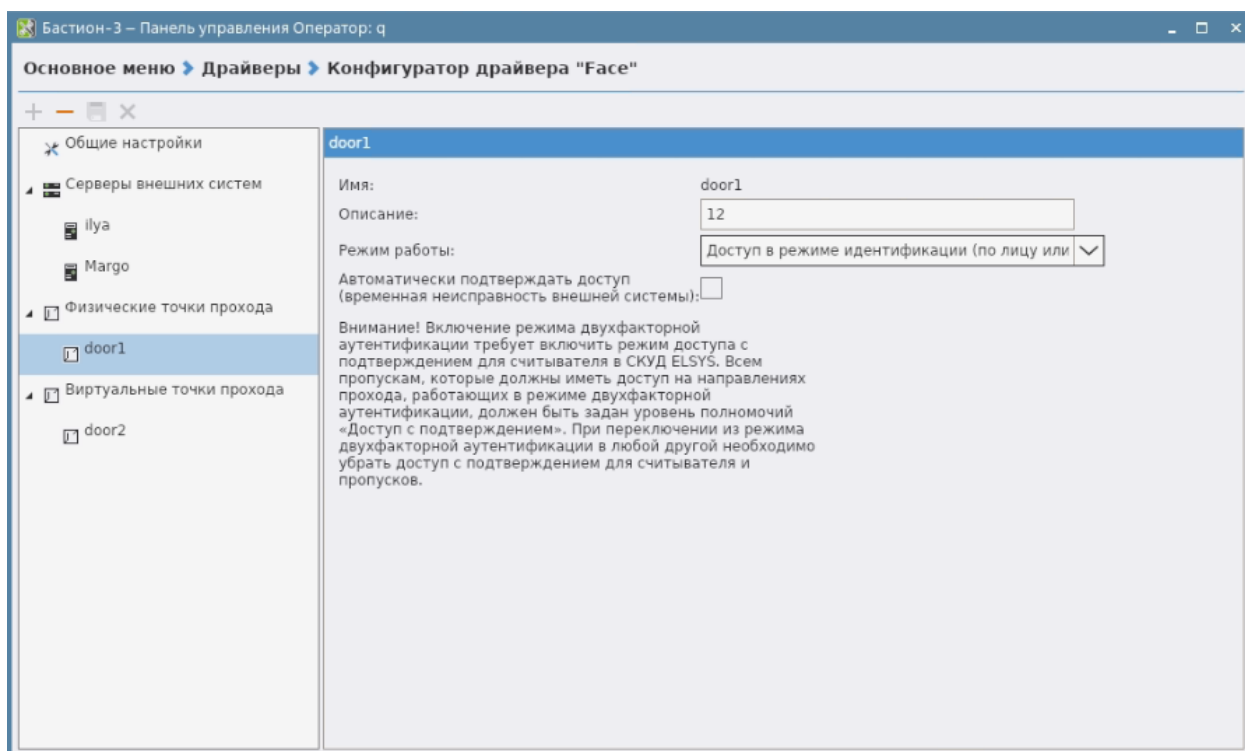 Бастион-3 – Панель управления Оператор: q
Основное меню Драйверы Конфигуратор драйвера "Face"
Общие настройки
Серверы внешних систем
ilya
Margo
Физические точки прохода
door1
Виртуальные точки прохода
door2
door1
Имя: door1
Описание: 12
Режим работы: Доступ в режиме идентификации (по лицу или
Автоматически подтверждать доступ
(временная неисправность внешней системы):
Внимание! Включение режима двухфакторной
аутентификации требует включить режим доступа с
подтверждением для считывателя в СКУД ELSYS. Всем
пропускам, которые должны иметь доступ на направлениях
прохода, работающих в режиме двухфакторной
аутентификации, должен быть задан уровень полномочий
«Доступ с подтверждением». При переключении из режима
двухфакторной аутентификации в любой другой необходимо
убрать доступ с подтверждением для считывателя и
пропусков.